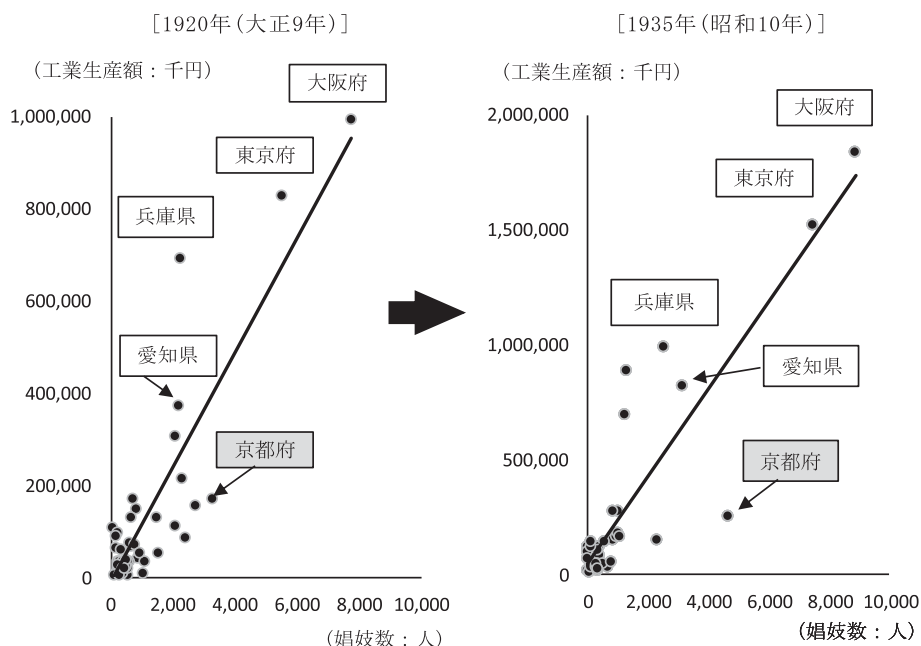 [1920年(大正9年)]
(工業生産額：千円)
大阪府
1,000,000
東京府
800,000
兵庫県
600,000
愛知県
400,000
京都府
200,000
0
0 2,000 4,000 6,000 8,000 10,000
(娼妓数：人)
[1935年(昭和10年)]
(工業生産額：千円)
2,000,000
大阪府
東京府
1,500,000
兵庫県
1,000,000
愛知県
500,000
京都府
0
0 2,000 4,000 6,000 8,000 10,000
(娼妓数：人)